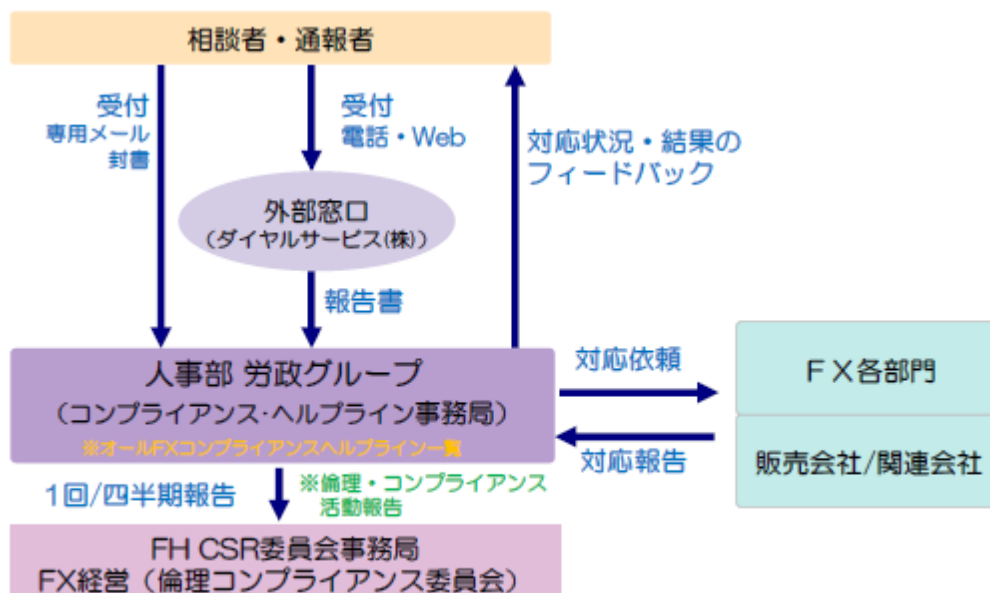 相談者・通報者
受付
専用メール
封書
受付
電話・Web
対応状況・結果の
フィードバック
外部窓口
（ダイヤルサービス(株)）
報告書
人事部 労政グループ
（コンプライアンス・ヘルプライン事務局）
※オールFXコンプライアンスヘルプライン一覧
対応依頼
ＦＸ各部門
対応報告
販売会社/関連会社
1回/四半期報告
※倫理・コンプライアンス
活動報告
FH CSR委員会事務局
FX経営（倫理コンプライアンス委員会）